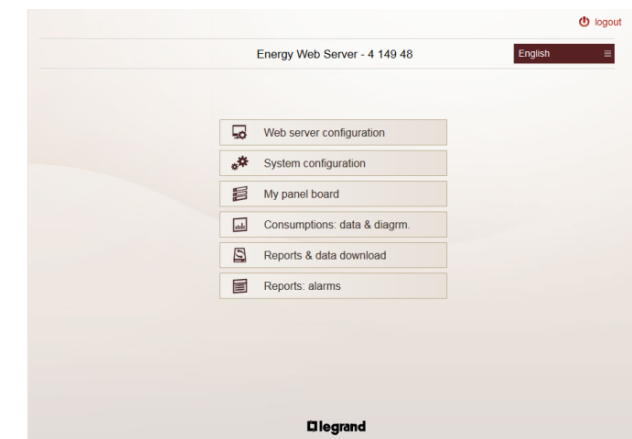 logout
Energy Web Server - 4 149 48
English
Web server configuration
System configuration
My panel board
Consumptions: data & diagrm.
Reports & data download
Reports: alarms
legrand